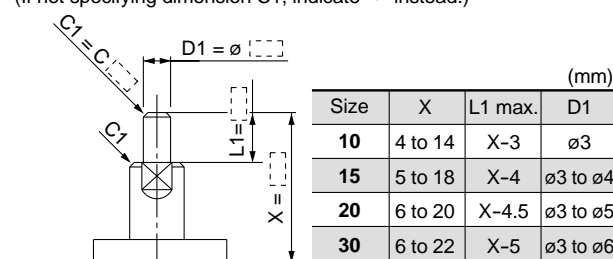 (If not specifying dimension C1, indicate "*" instead.)
C1 = C
D1 = ø
C1
L1=
X =
(mm)
Size X L1 max. D1
10 4 to 14 X-3 ø3
15 5 to 18 X-4 ø3 to ø4
20 6 to 20 X-4.5 ø3 to ø5
30 6 to 22 X-5 ø3 to ø6